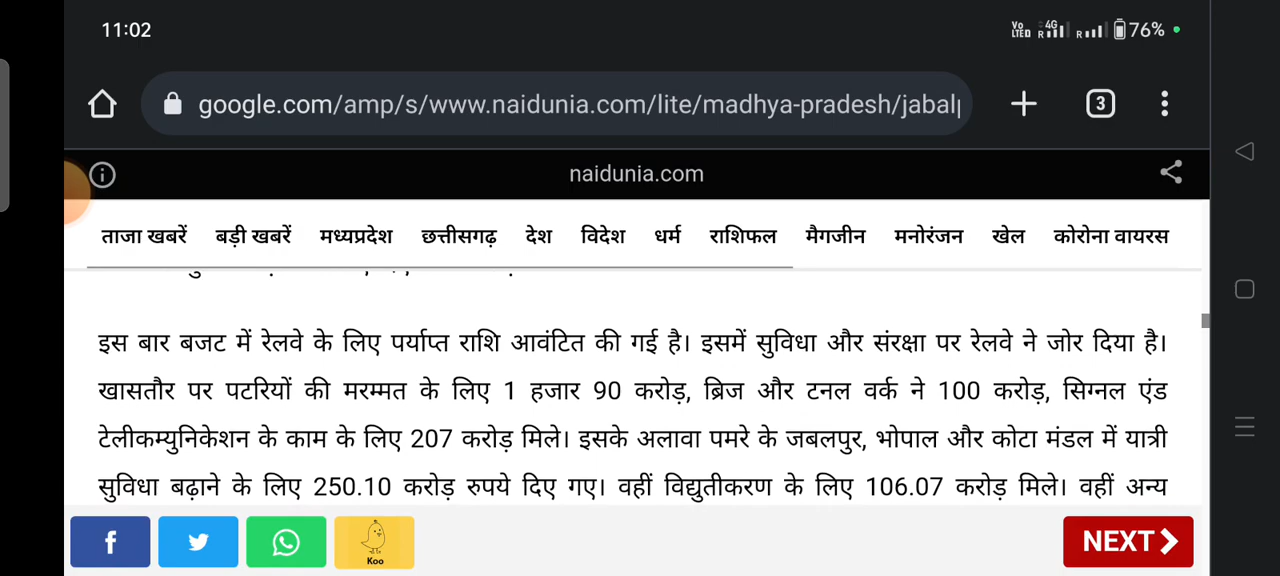 11:02
Vo LTE 4G R R 76%
google.com/amp/s/www.naidunia.com/lite/madhya-pradesh/jabalp
3
naidunia.com
ताजा खबरें बड़ी खबरें मध्यप्रदेश छत्तीसगढ़ देश विदेश धर्म राशिफल मैगजीन मनोरंजन खेल कोरोना वायरस
इस बार बजट में रेलवे के लिए पर्याप्त राशि आवंटित की गई है। इसमें सुविधा और संरक्षा पर रेलवे ने जोर दिया है।
खासतौर पर पटरियों की मरम्मत के लिए 1 हजार 90 करोड़, ब्रिज और टनल वर्क ने 100 करोड़, सिग्नल एंड
टेलीकम्युनिकेशन के काम के लिए 207 करोड़ मिले। इसके अलावा पमरे के जबलपुर, भोपाल और कोटा मंडल में यात्री
सुविधा बढ़ाने के लिए 250.10 करोड़ रुपये दिए गए। वहीं विद्युतीकरण के लिए 106.07 करोड़ मिले। वहीं अन्य
Koo
NEXT